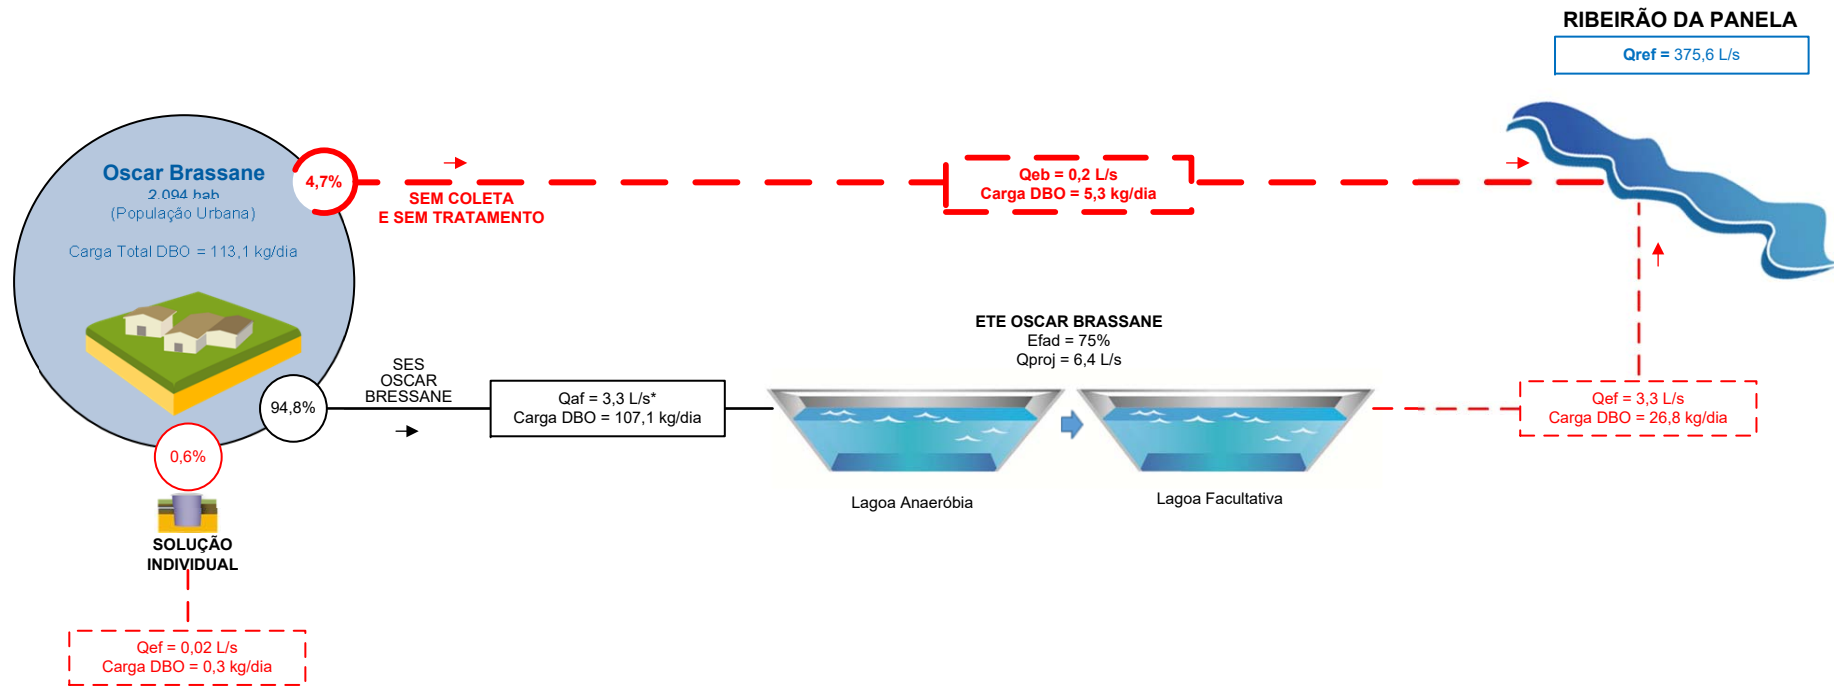 RIBEIRÃO DA PANELA
Qref = 375,6 L/s
Oscar Brassane
2.094 hab
(População Urbana)
Carga Total DBO = 113,1 kg/dia
4,7%
SEM COLETA
E SEM TRATAMENTO
Qeb = 0,2 L/s
Carga DBO = 5,3 kg/dia
94,8%
SES
OSCAR
BRESSANE
Qaf = 3,3 L/s*
Carga DBO = 107,1 kg/dia
ETE OSCAR BRASSANE
Efad = 75%
Qproj = 6,4 L/s
Lagoa Anaeróbia
Lagoa Facultativa
Qef = 3,3 L/s
Carga DBO = 26,8 kg/dia
0,6%
SOLUÇÃO
INDIVIDUAL
Qef = 0,02 L/s
Carga DBO = 0,3 kg/dia